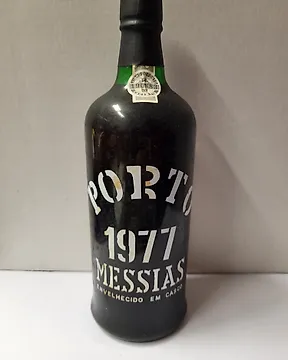 PORTO
1977
MESSIAS
ENVELHECIDO EM CASCO